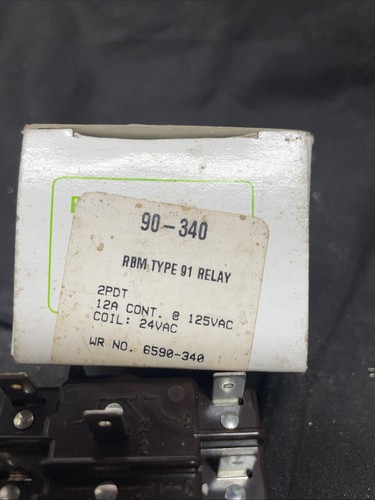 90-340
RBM TYPE 91 RELAY
2PDT
12A CONT. @ 125VAC
COIL: 24VAC
WR NO. 6590-340